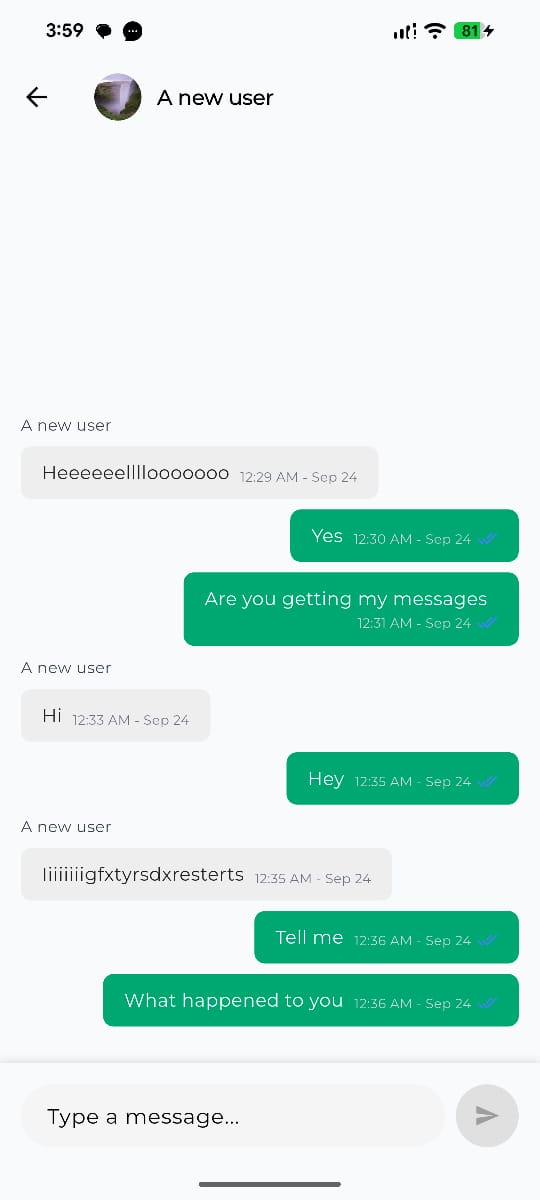 3:59
81
A new user
A new user
Heeeeeelllloooooooo 12:29 AM - Sep 24
Yes 12:30 AM - Sep 24
Are you getting my messages
12:31 AM - Sep 24
A new user
Hi 12:33 AM - Sep 24
Hey 12:35 AM - Sep 24
A new user
Iiiiiiiigfxtyrsdxresterts 12:35 AM - Sep 24
Tell me 12:36 AM - Sep 24
What happened to you 12:36 AM - Sep 24
Type a message...